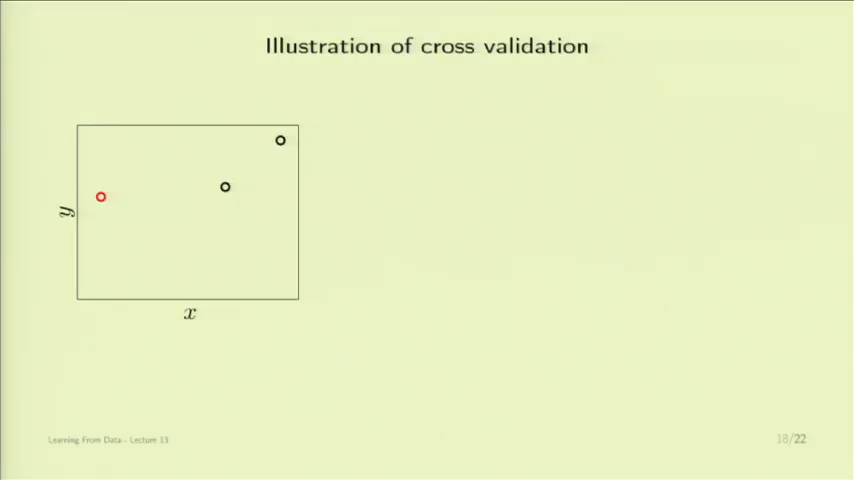 Illustration of cross validation
y
x
Learning From Data - Lecture 13
18/22